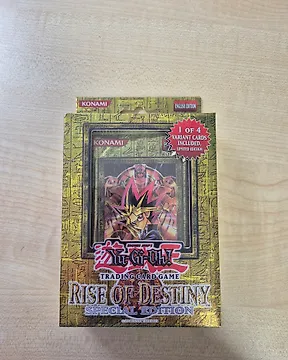 KONAMI
ENGLISH EDITION
1 OF 4
VARIANT CARDS
INCLUDED
LIMITED EDITION
KONAMI
Yu-Gi-Oh!
TRADING CARD GAME
RISE OF DESTINY
SPECIAL EDITION